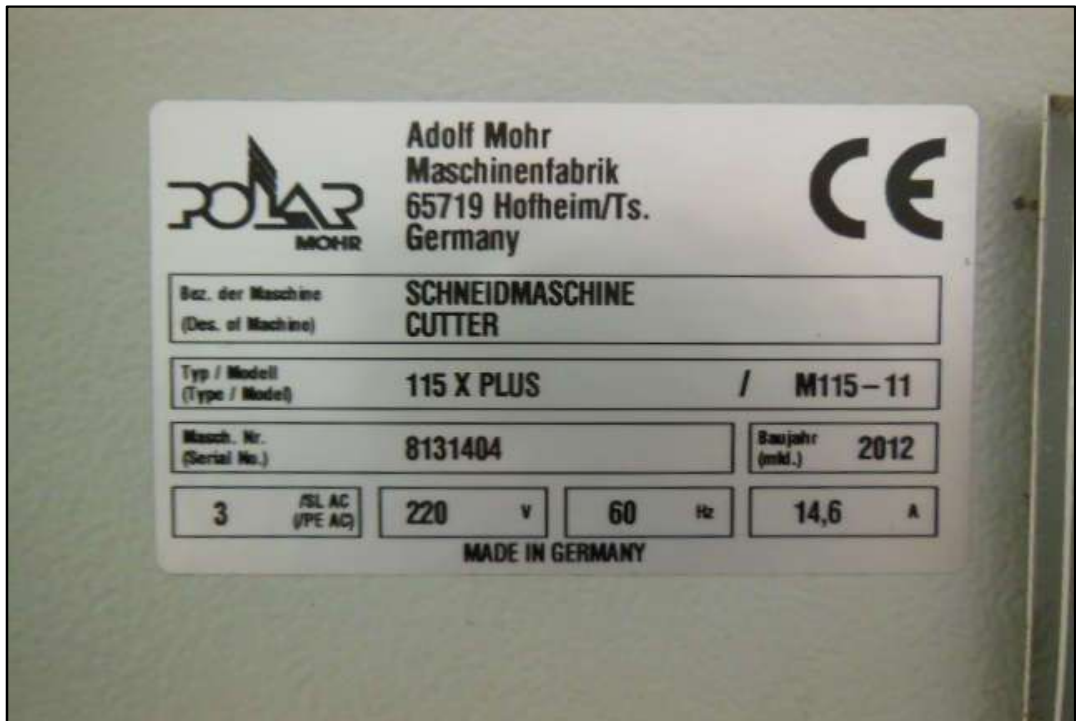 POLAR
MOHR
Adolf Mohr
Maschinenfabrik
65719 Hofheim/Ts.
Germany
CE
Bez. der Maschine
(Des. of Machine)
SCHNEIDMASCHINE
CUTTER
Typ / Modell
(Type / Model)
115 X PLUS / M115-11
Masch. Nr.
(Serial No.)
8131404
Baujahr
(mfd.)
2012
3 /SL AC
(/PE AC)
220 V
60 Hz
14,6 A
MADE IN GERMANY